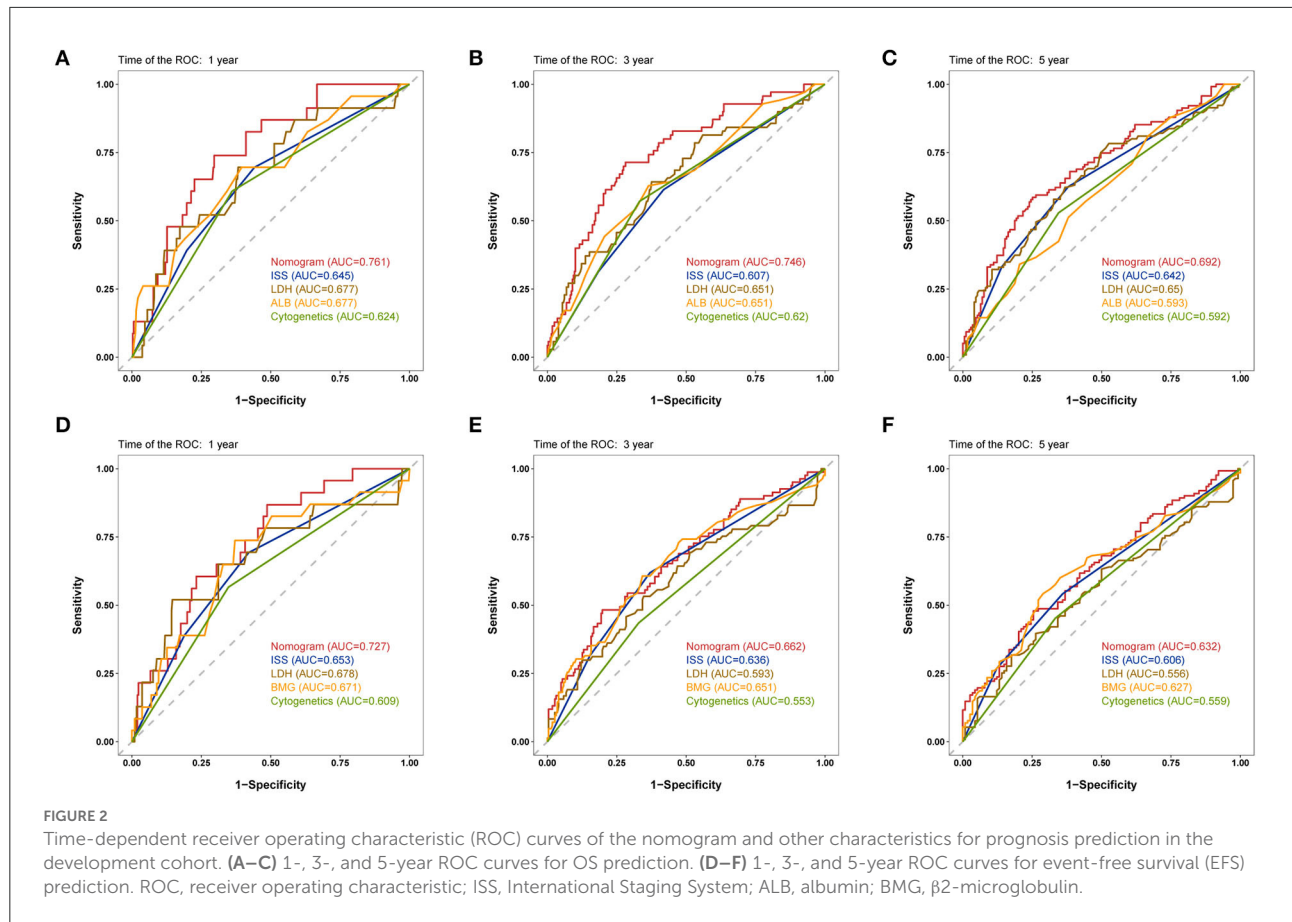 A
Time of the ROC: 1 year
1.00
0.75
0.50
0.25
0.00
Sensitivity
Nomogram (AUC=0.761)
ISS (AUC=0.645)
LDH (AUC=0.677)
ALB (AUC=0.677)
Cytogenetics (AUC=0.624)
0.00 0.25 0.50 0.75 1.00
1−Specificity
B
Time of the ROC: 3 year
1.00
0.75
0.50
0.25
0.00
Sensitivity
Nomogram (AUC=0.746)
ISS (AUC=0.607)
LDH (AUC=0.651)
ALB (AUC=0.651)
Cytogenetics (AUC=0.62)
0.00 0.25 0.50 0.75 1.00
1−Specificity
C
Time of the ROC: 5 year
1.00
0.75
0.50
0.25
0.00
Sensitivity
Nomogram (AUC=0.692)
ISS (AUC=0.642)
LDH (AUC=0.65)
ALB (AUC=0.593)
Cytogenetics (AUC=0.592)
0.00 0.25 0.50 0.75 1.00
1−Specificity
D
Time of the ROC: 1 year
1.00
0.75
0.50
0.25
0.00
Sensitivity
Nomogram (AUC=0.727)
ISS (AUC=0.653)
LDH (AUC=0.678)
BMG (AUC=0.671)
Cytogenetics (AUC=0.609)
0.00 0.25 0.50 0.75 1.00
1−Specificity
E
Time of the ROC: 3 year
1.00
0.75
0.50
0.25
0.00
Sensitivity
Nomogram (AUC=0.662)
ISS (AUC=0.636)
LDH (AUC=0.593)
BMG (AUC=0.651)
Cytogenetics (AUC=0.553)
0.00 0.25 0.50 0.75 1.00
1−Specificity
F
Time of the ROC: 5 year
1.00
0.75
0.50
0.25
0.00
Sensitivity
Nomogram (AUC=0.632)
ISS (AUC=0.606)
LDH (AUC=0.556)
BMG (AUC=0.627)
Cytogenetics (AUC=0.559)
0.00 0.25 0.50 0.75 1.00
1−Specificity
FIGURE 2
Time-dependent receiver operating characteristic (ROC) curves of the nomogram and other characteristics for prognosis prediction in the
development cohort. (A–C) 1-, 3-, and 5-year ROC curves for OS prediction. (D–F) 1-, 3-, and 5-year ROC curves for event-free survival (EFS)
prediction. ROC, receiver operating characteristic; ISS, International Staging System; ALB, albumin; BMG, β2-microglobulin.